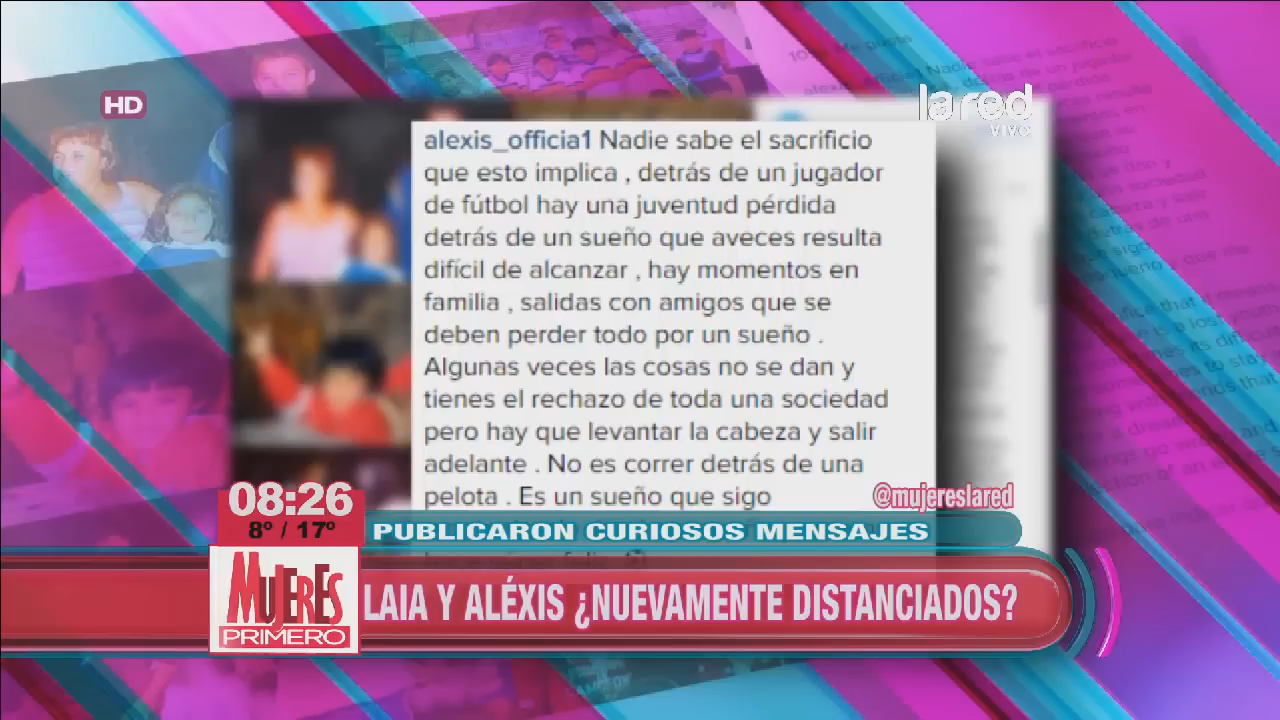 HD
la red
VIVO
alexis_officia1 Nadie sabe el sacrificio
que esto implica , detrás de un jugador
de fútbol hay una juventud pérdida
detrás de un sueño que aveces resulta
difícil de alcanzar , hay momentos en
familia , salidas con amigos que se
deben perder todo por un sueño .
Algunas veces las cosas no se dan y
tienes el rechazo de toda una sociedad
pero hay que levantar la cabeza y salir
adelante . No es correr detrás de una
pelota . Es un sueño que sigo
@mujereslared
08:26
8° / 17°
PUBLICARON CURIOSOS MENSAJES
MUJERES
PRIMERO
LAIA Y ALÉXIS ¿NUEVAMENTE DISTANCIADOS?